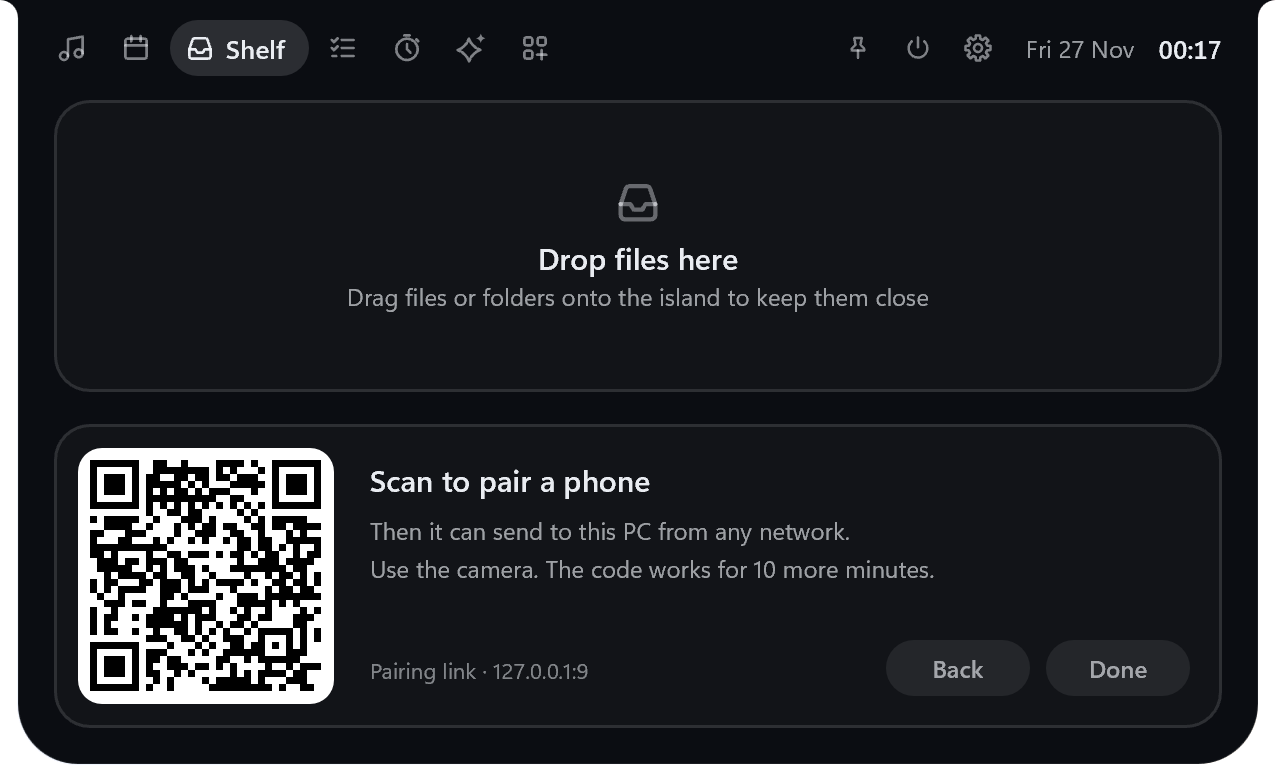 Shelf
Fri 27 Nov 00:17
Drop files here
Drag files or folders onto the island to keep them close
Scan to pair a phone
Then it can send to this PC from any network.
Use the camera. The code works for 10 more minutes.
Pairing link · 127.0.0.1:9
Back
Done